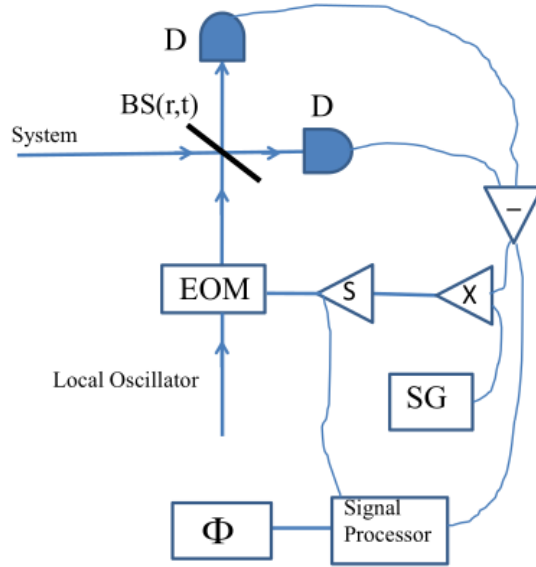 D
BS(r,t)
D
System
−
EOM
S
X
Local Oscillator
SG
Φ
Signal
Processor